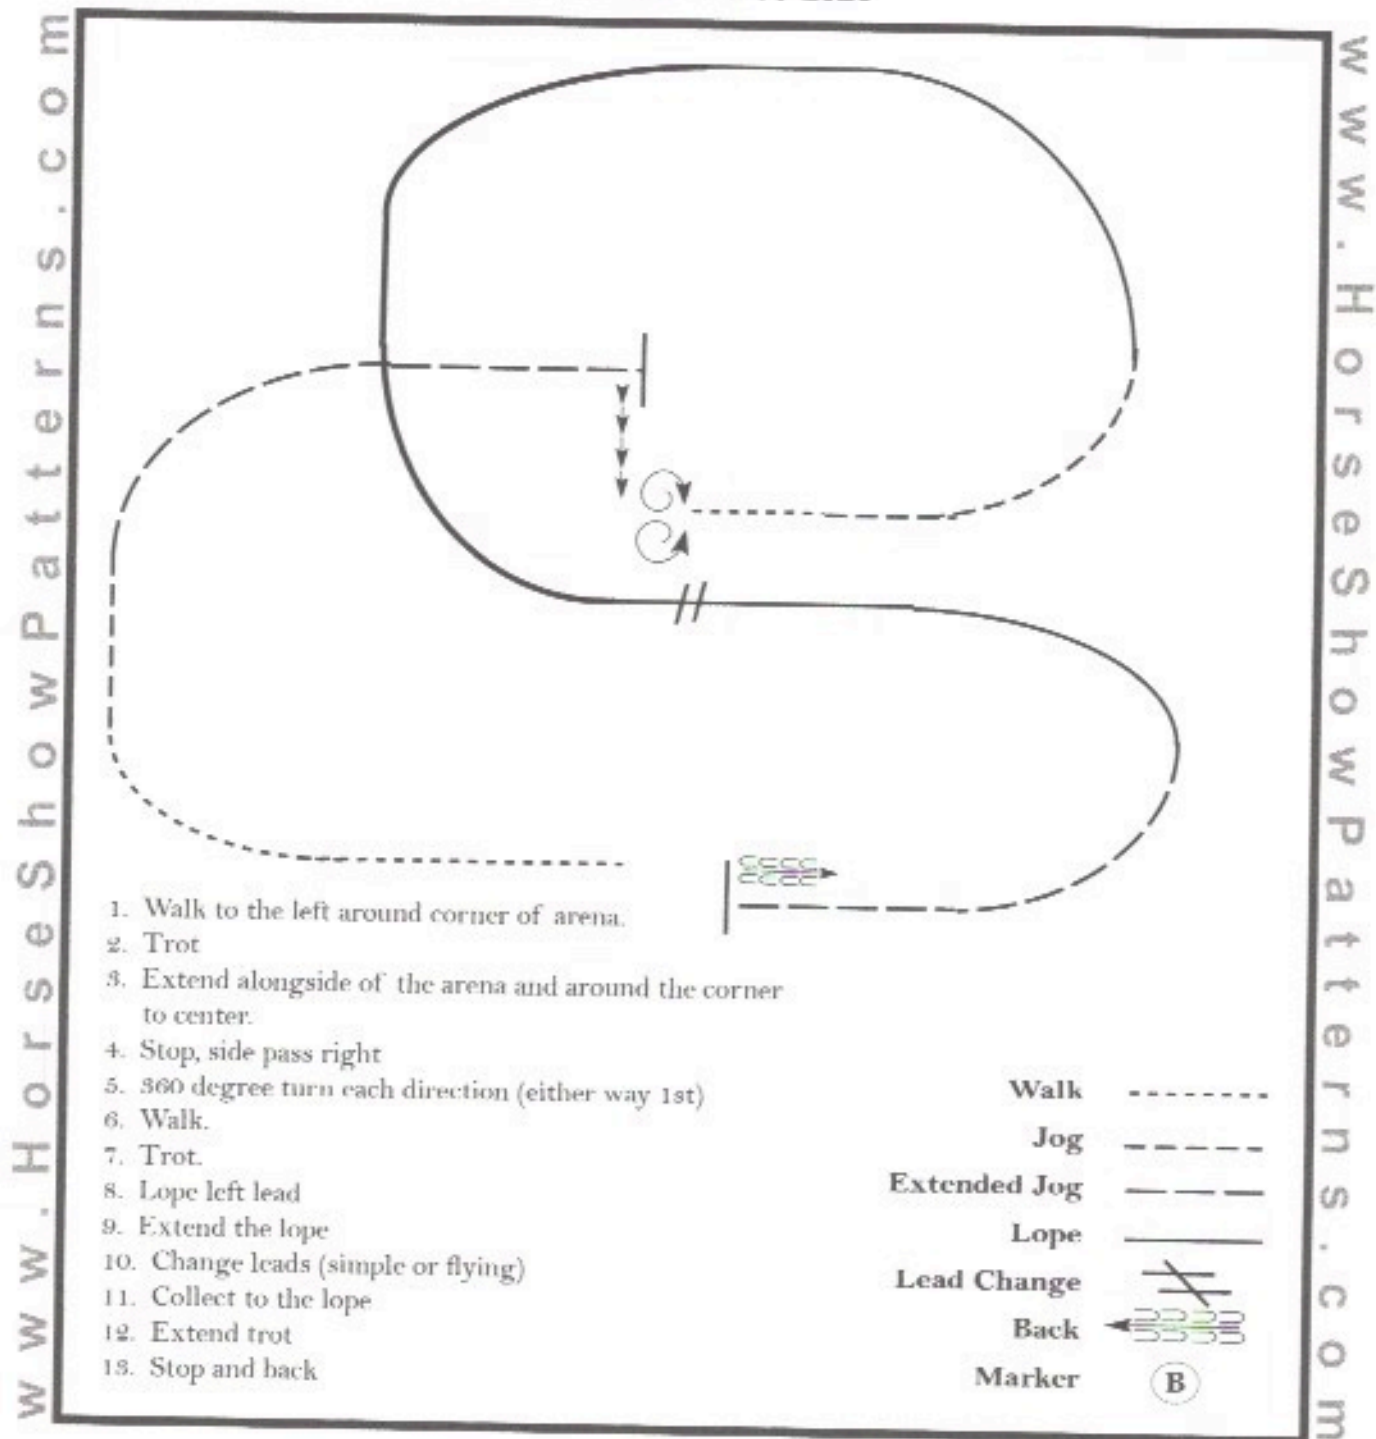 www.HorseShowPatterns.com
www.HorseShowPatterns.com
1. Walk to the left around corner of arena.
2. Trot
3. Extend alongside of the arena and around the corner
to center.
4. Stop, side pass right
5. 360 degree turn each direction (either way 1st)
6. Walk.
7. Trot.
8. Lope left lead
9. Extend the lope
10. Change leads (simple or flying)
11. Collect to the lope
12. Extend trot
13. Stop and back
Walk
Jog
Extended Jog
Lope
Lead Change
Back
Marker B